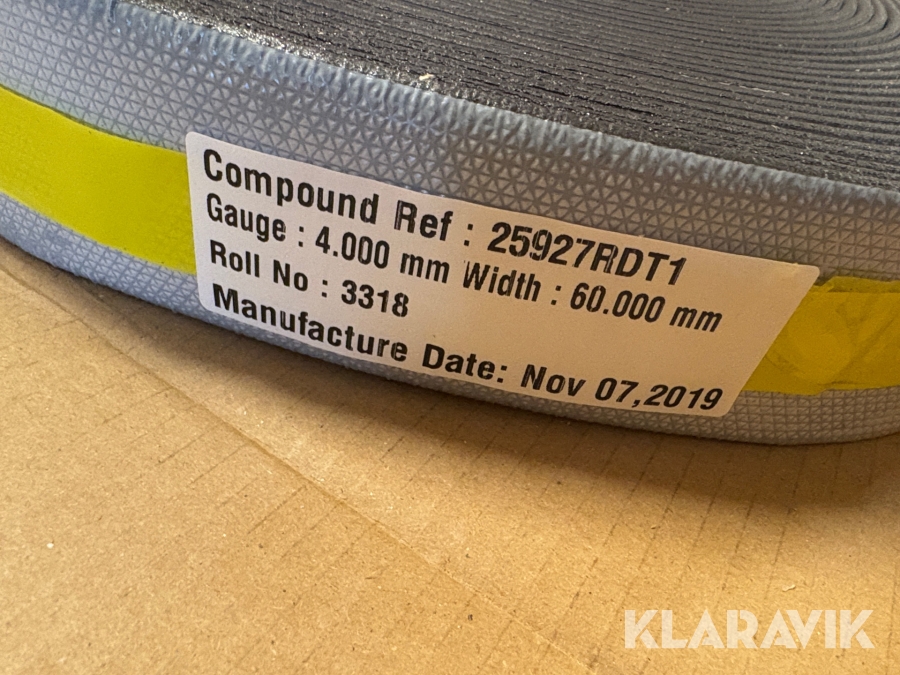 Compound Ref : 25927RDT1
Gauge : 4.000 mm Width : 60.000 mm
Roll No : 3318
Manufacture Date: Nov 07,2019
KLARAVIK